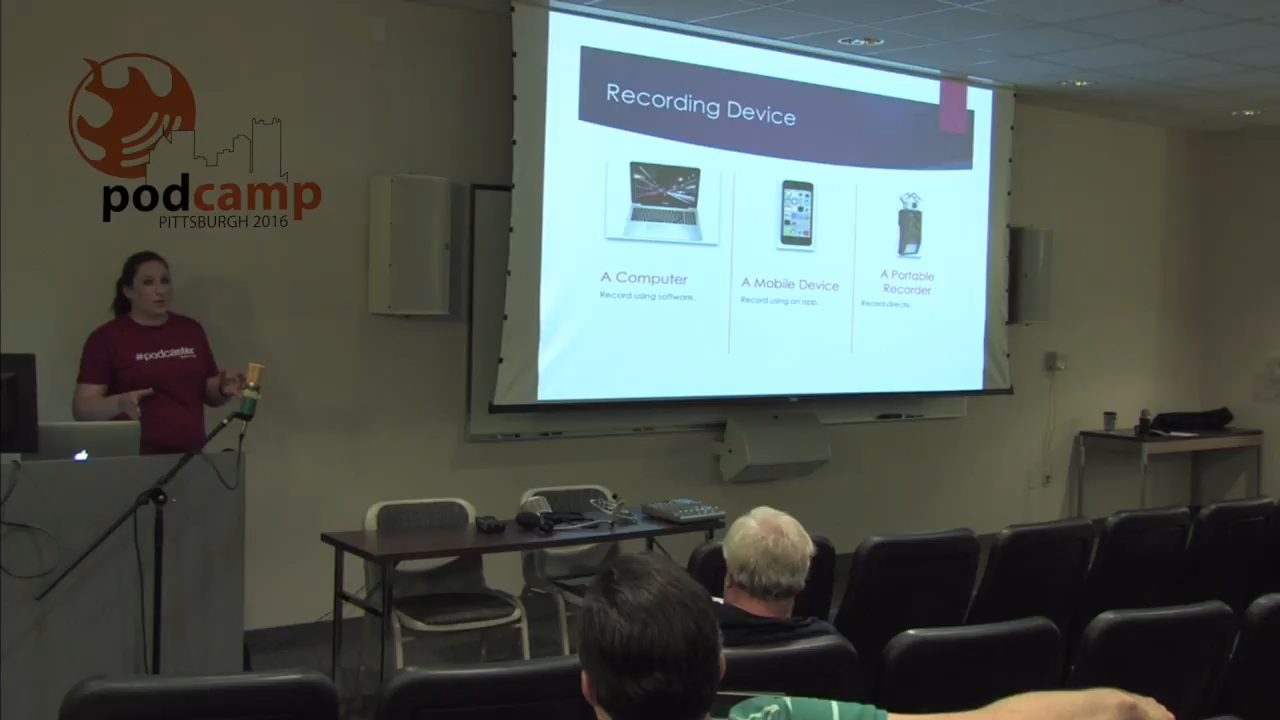 podcamp
PITTSBURGH 2016
Recording Device
A Computer
Record using software.
A Mobile Device
Record using an app.
A Portable
Recorder
Record directly.
#podcaster